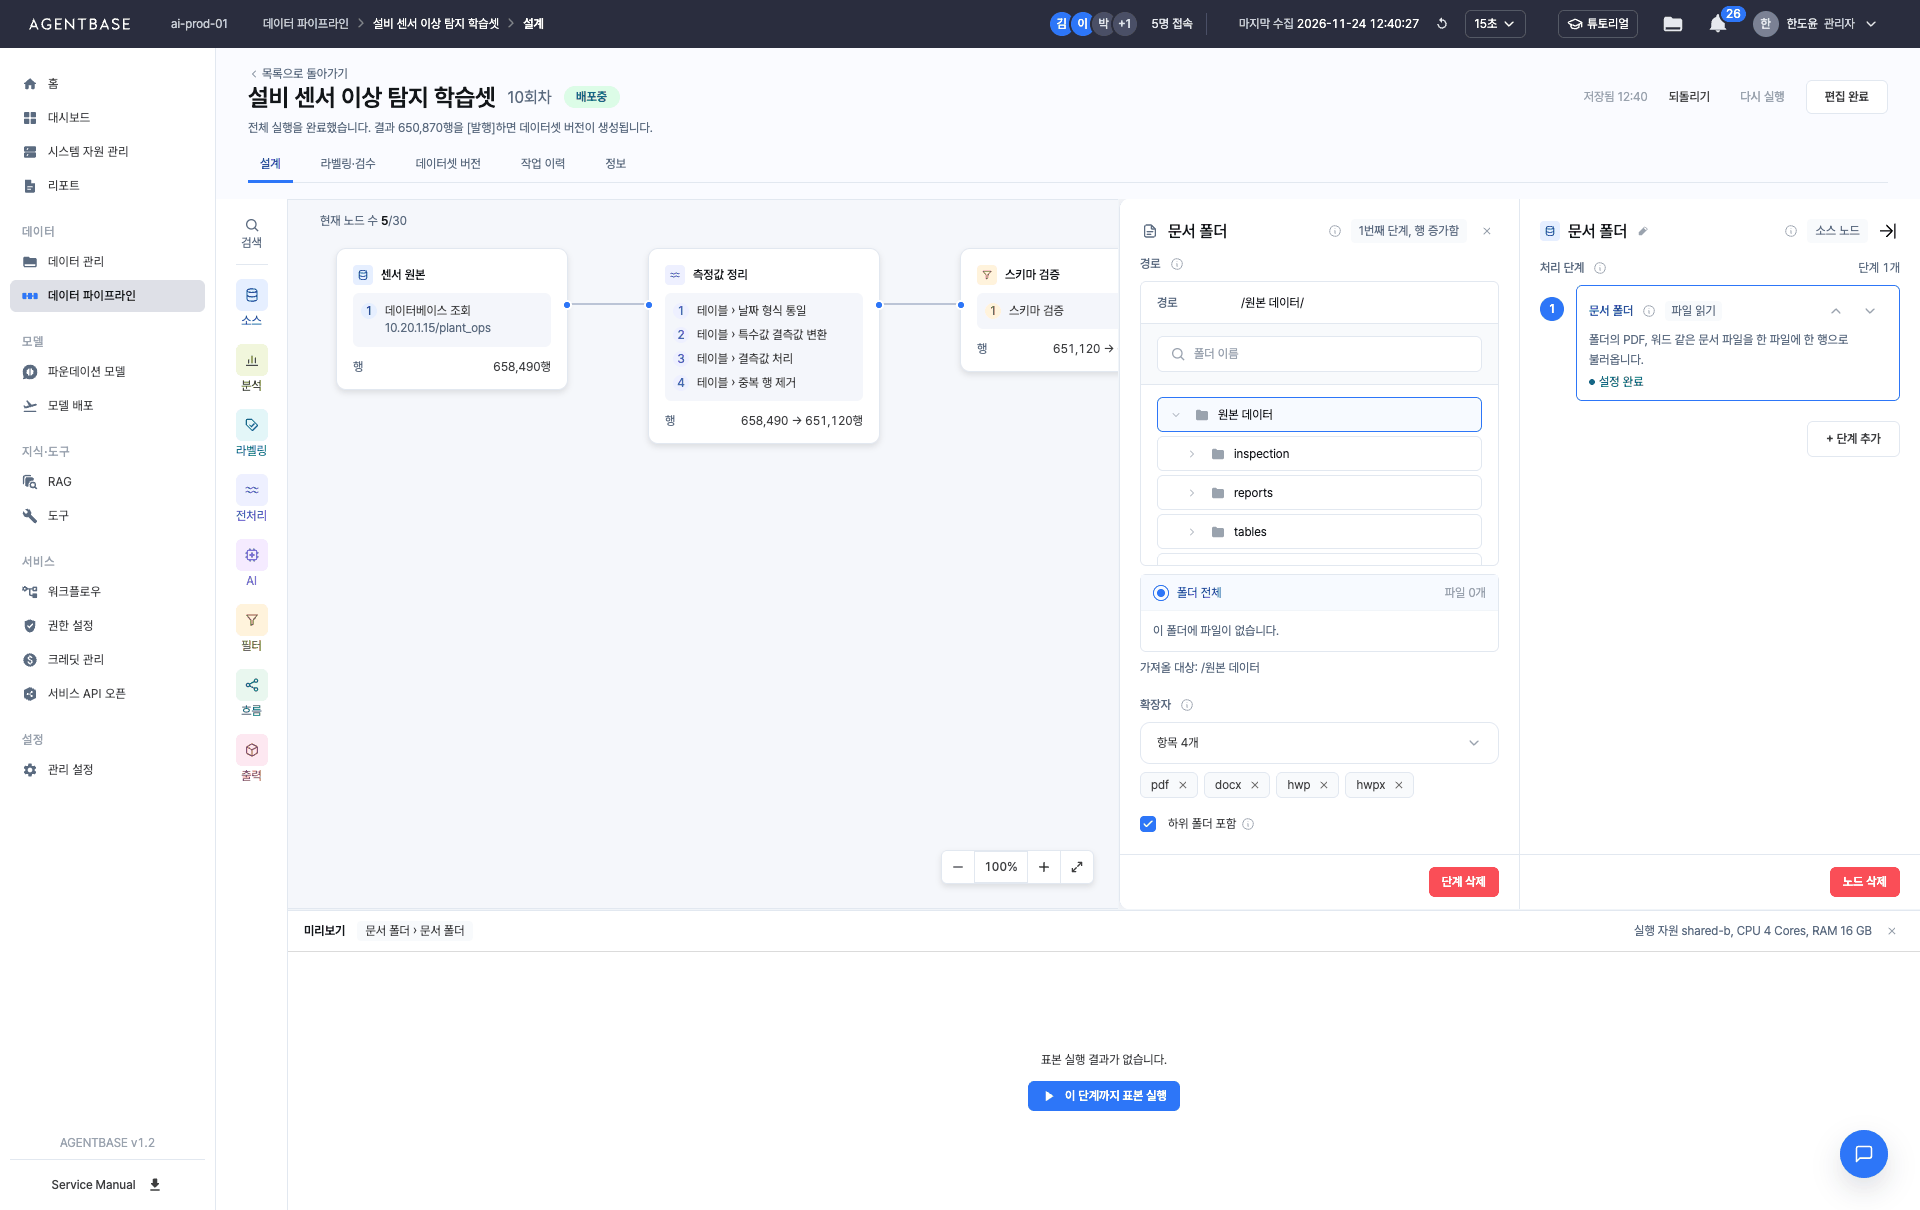 AGENTBASE
ai-prod-01
데이터 파이프라인 > 설비 센서 이상 탐지 학습셋 > 설계
김 이 박 +1 5명 접속
마지막 수집 2026-11-24 12:40:27
15초
튜토리얼
26
한 한도윤 관리자
홈
대시보드
시스템 자원 관리
리포트
데이터
데이터 관리
데이터 파이프라인
모델
파운데이션 모델
모델 배포
지식·도구
RAG
도구
서비스
워크플로우
권한 설정
크레딧 관리
서비스 API 오픈
설정
관리 설정
AGENTBASE v1.2
Service Manual
목록으로 돌아가기
설비 센서 이상 탐지 학습셋 10회차 배포중
전체 실행을 완료했습니다. 결과 650,870행을 [발행]하면 데이터셋 버전이 생성됩니다.
저장됨 12:40 되돌리기 다시 실행 편집 완료
설계 라벨링·검수 데이터셋 버전 작업 이력 정보
검색
소스
분석
라벨링
전처리
AI
필터
흐름
출력
현재 노드 수 5/30
센서 원본
1 데이터베이스 조회
10.20.1.15/plant_ops
행 658,490행
측정값 정리
1 테이블 › 날짜 형식 통일
2 테이블 › 특수값 결측값 변환
3 테이블 › 결측값 처리
4 테이블 › 중복 행 제거
행 658,490 → 651,120행
스키마 검증
1 스키마 검증
행 651,120 →
100%
문서 폴더
1번째 단계, 행 증가함
경로
경로 /원본 데이터/
폴더 이름
원본 데이터
inspection
reports
tables
폴더 전체 파일 0개
이 폴더에 파일이 없습니다.
가져올 대상: /원본 데이터
확장자
항목 4개
pdf docx hwp hwpx
하위 폴더 포함
단계 삭제
문서 폴더
소스 노드
처리 단계 단계 1개
1 문서 폴더 파일 읽기
폴더의 PDF, 워드 같은 문서 파일을 한 파일에 한 행으로
불러옵니다.
설정 완료
+ 단계 추가
노드 삭제
미리보기 문서 폴더 › 문서 폴더
실행 자원 shared-b, CPU 4 Cores, RAM 16 GB
표본 실행 결과가 없습니다.
이 단계까지 표본 실행